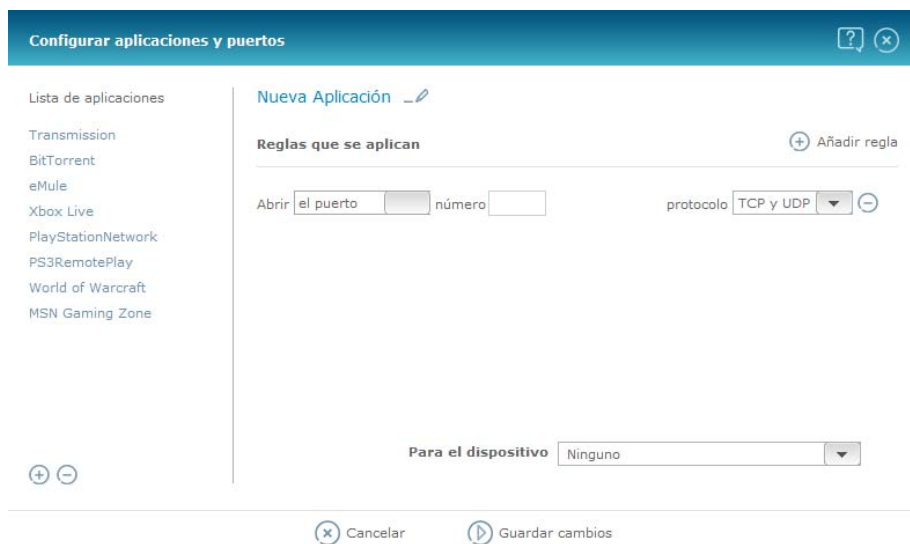 Configurar aplicaciones y puertos
Lista de aplicaciones
Transmission
BitTorrent
eMule
Xbox Live
PlayStationNetwork
PS3RemotePlay
World of Warcraft
MSN Gaming Zone
Nueva Aplicación
Reglas que se aplican
Añadir regla
Abrir el puerto número protocolo TCP y UDP
Para el dispositivo Ninguno
Cancelar Guardar cambios